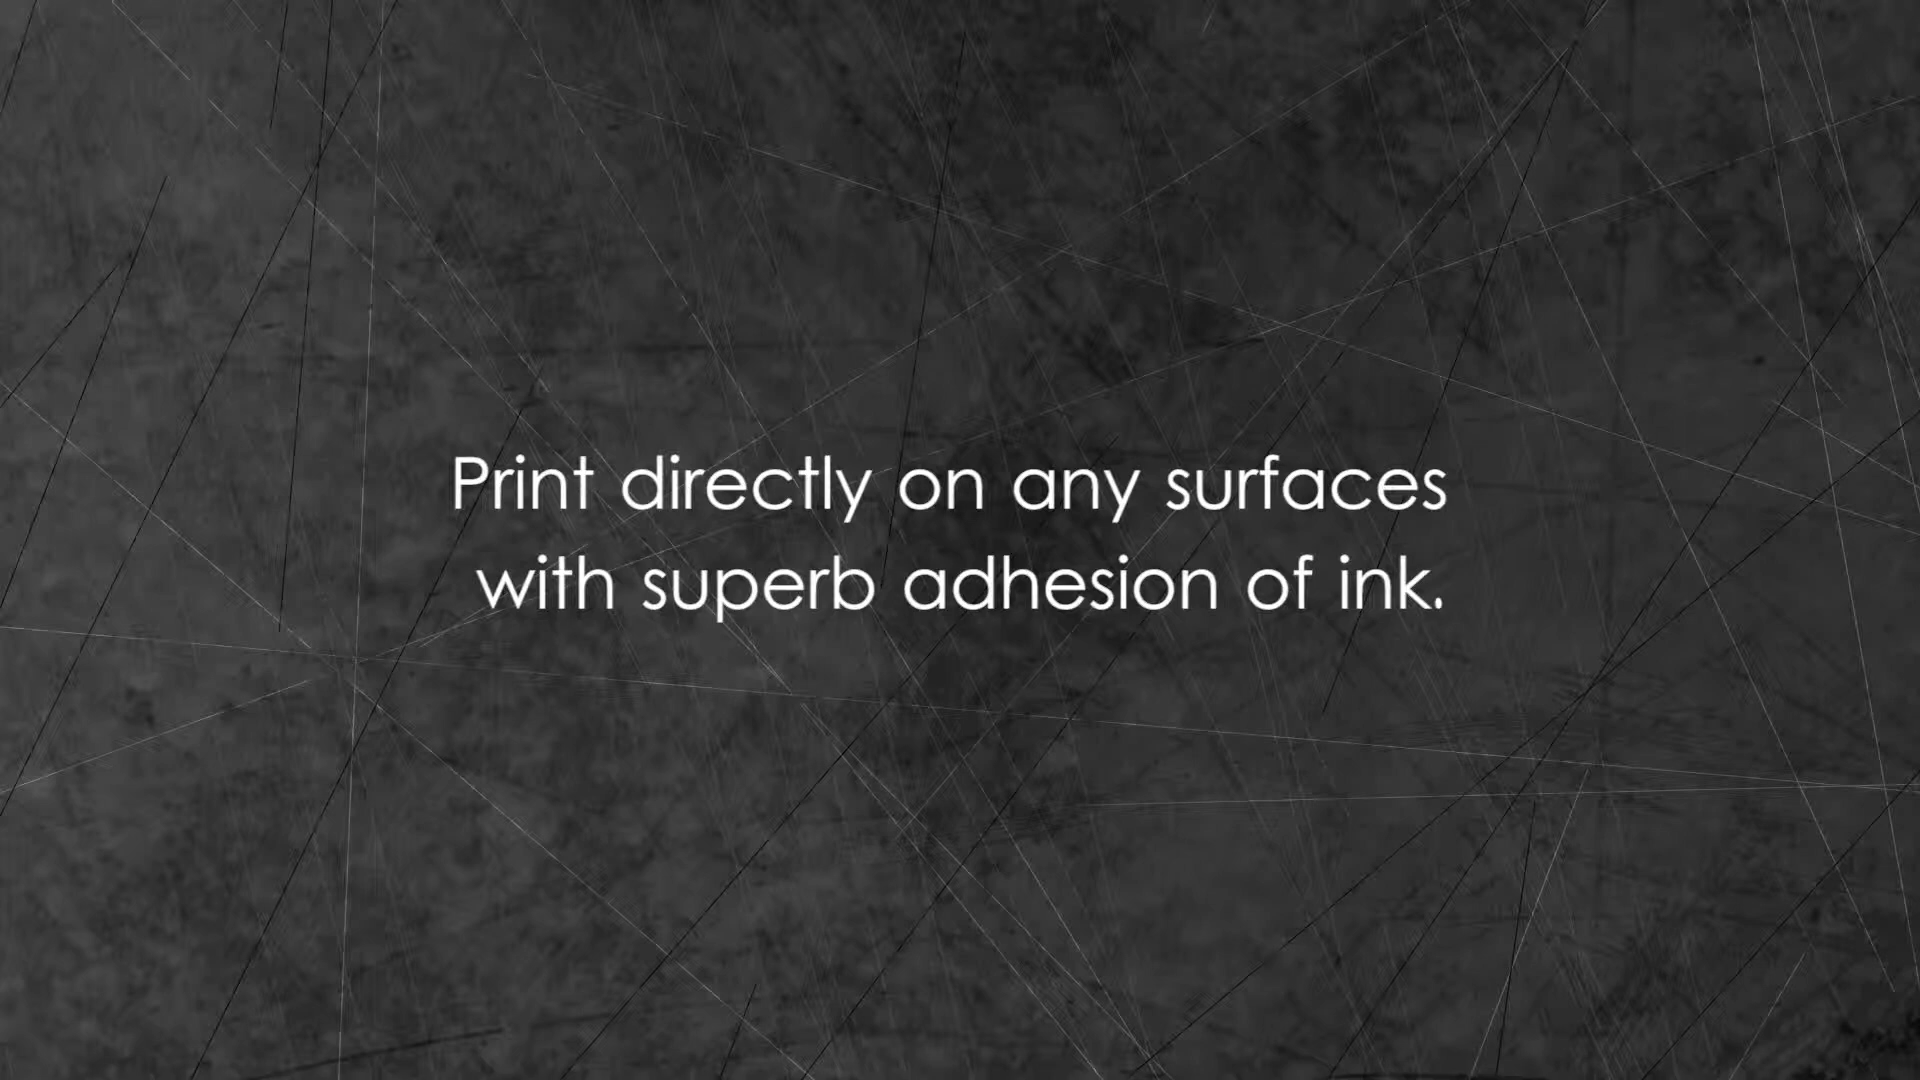 Print directly on any surfaces
with superb adhesion of ink.